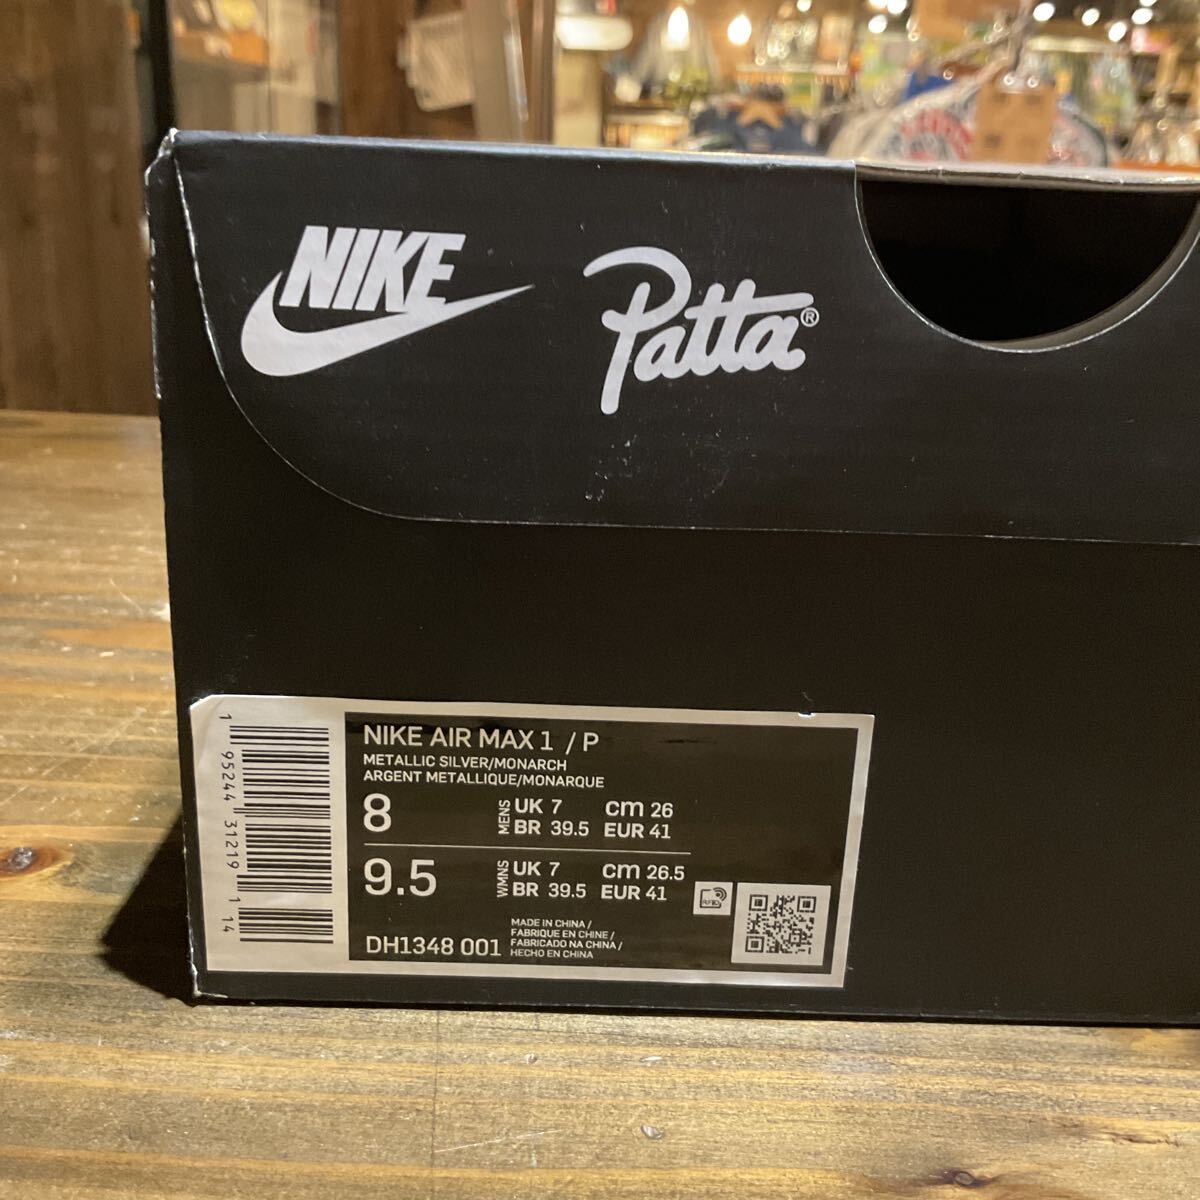 NIKE
Patta®
NIKE AIR MAX 1 / P
METALLIC SILVER/MONARCH
ARGENT METALLIQUE/MONARQUE
8
MENS
UK 7 cm 26
BR 39.5 EUR 41
9.5
WMNS
UK 7 cm 26.5
BR 39.5 EUR 41
RFID
DH1348 001
MADE IN CHINA /
FABRIQUE EN CHINE /
FABRICADO NA CHINA /
HECHO EN CHINA
1 95244 31219 1 14